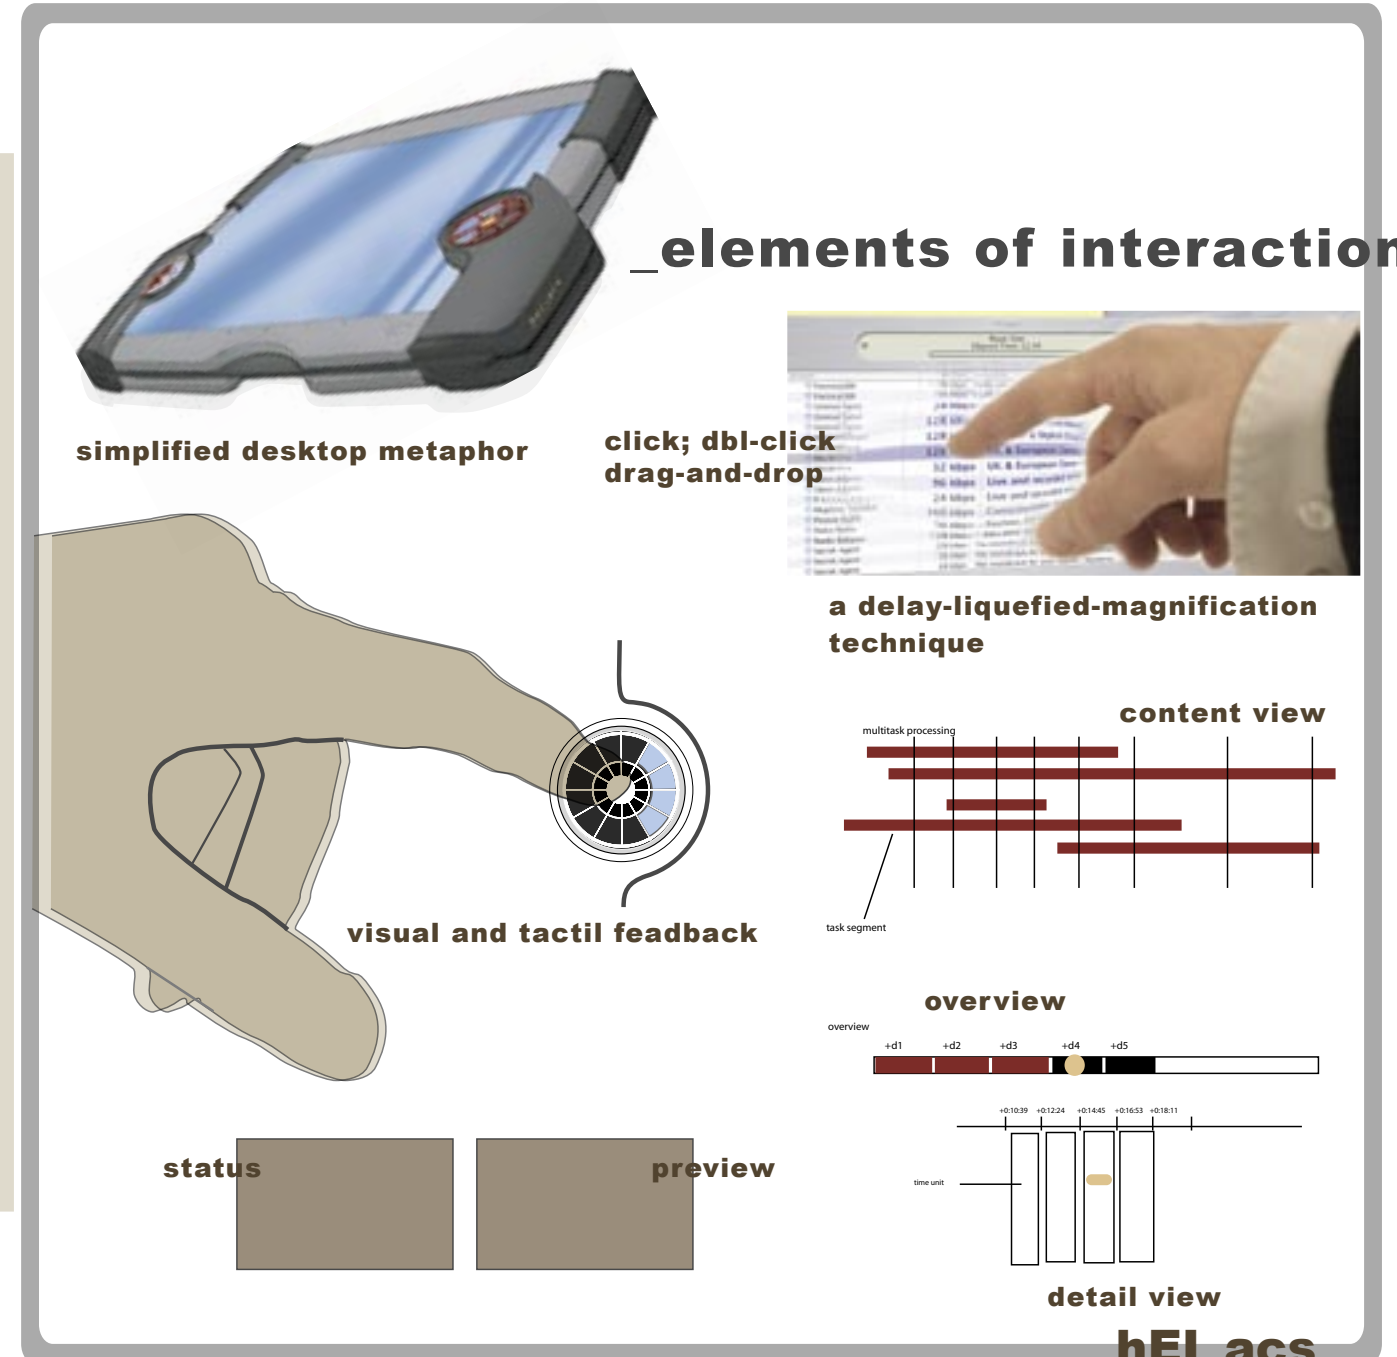 _elements of interaction
simplified desktop metaphor
click; dbl-click
drag-and-drop
a delay-liquefied-magnification
technique
content view
multitask processing
task segment
visual and tactil feadback
overview
overview
+d1 +d2 +d3 +d4 +d5
+0:10:39 +0:12:24 +0:14:45 +0:16:53 +0:18:11
time unit
status
preview
detail view
hEI_acs